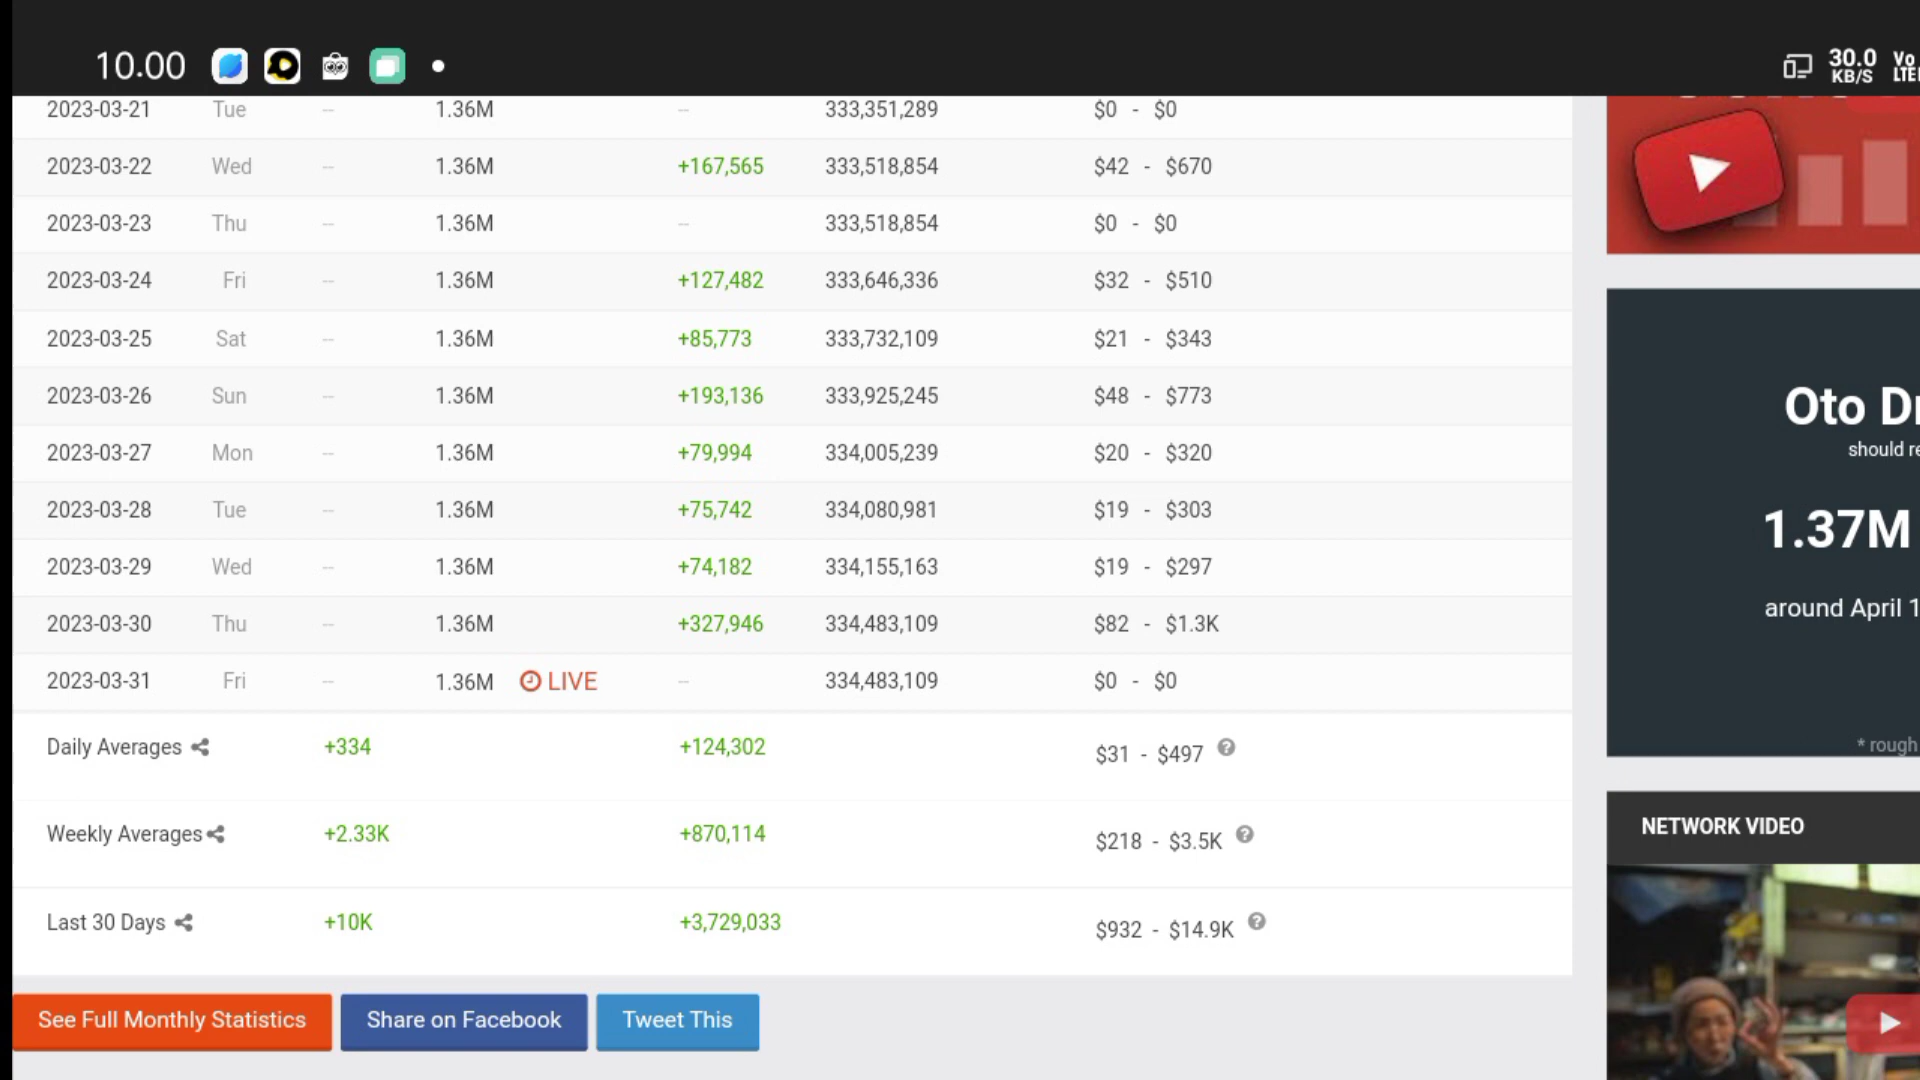 10.00 30.0 KB/S Vo LTE
2023-03-21 Tue -- 1.36M -- 333,351,289 $0 - $0
2023-03-22 Wed -- 1.36M +167,565 333,518,854 $42 - $670
2023-03-23 Thu -- 1.36M -- 333,518,854 $0 - $0
2023-03-24 Fri -- 1.36M +127,482 333,646,336 $32 - $510
2023-03-25 Sat -- 1.36M +85,773 333,732,109 $21 - $343
2023-03-26 Sun -- 1.36M +193,136 333,925,245 $48 - $773
2023-03-27 Mon -- 1.36M +79,994 334,005,239 $20 - $320
2023-03-28 Tue -- 1.36M +75,742 334,080,981 $19 - $303
2023-03-29 Wed -- 1.36M +74,182 334,155,163 $19 - $297
2023-03-30 Thu -- 1.36M +327,946 334,483,109 $82 - $1.3K
2023-03-31 Fri -- 1.36M LIVE -- 334,483,109 $0 - $0
Daily Averages +334 +124,302 $31 - $497
Weekly Averages +2.33K +870,114 $218 - $3.5K
Last 30 Days +10K +3,729,033 $932 - $14.9K
See Full Monthly Statistics Share on Facebook Tweet This
Oto
should
1.37M
around April 1
* rough
NETWORK VIDEO